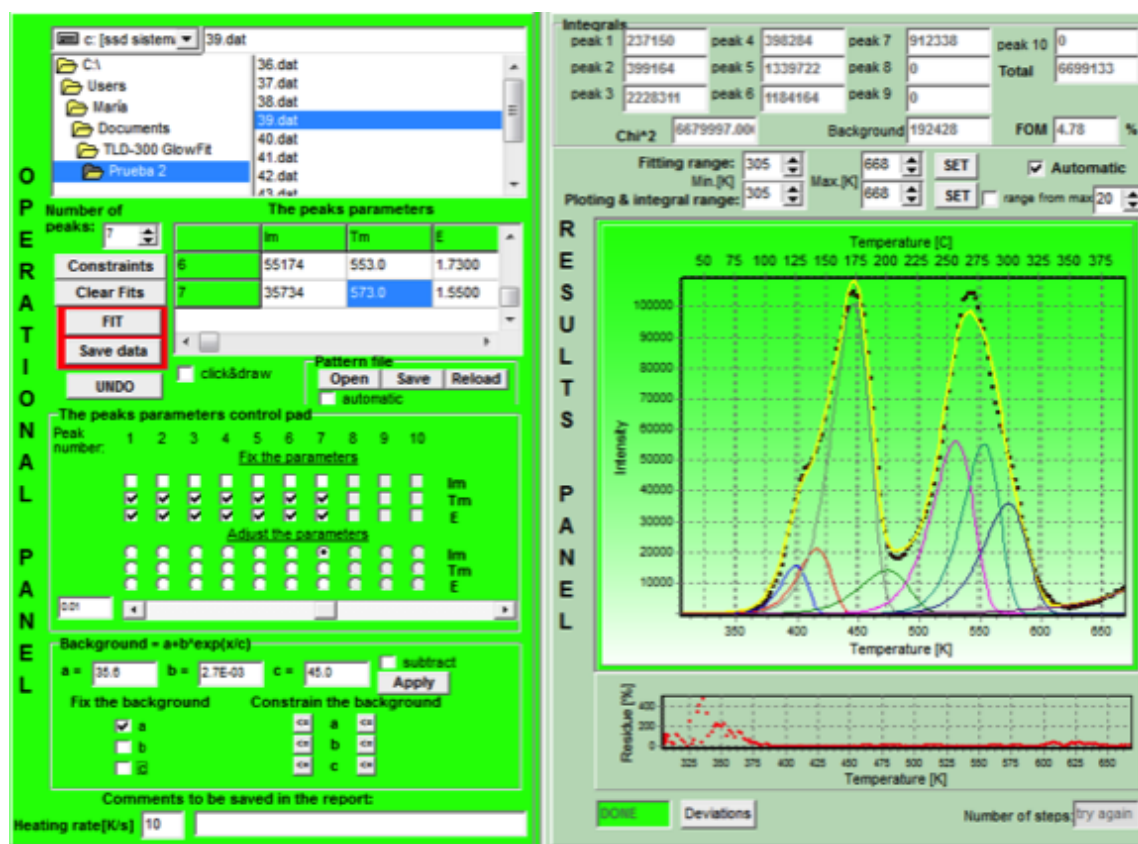 c: [ssd sistem 39.dat
C:\
Users
María
Documents
TLD-300 GlowFit
Prueba 2
36.dat
37.dat
38.dat
39.dat
40.dat
41.dat
42.dat
43.dat
OPERATIONAL PANEL
Number of peaks: 7
The peaks parameters
Im Tm E
6 55174 553.0 1.7300
7 35734 573.0 1.5500
Constraints
Clear Fits
FIT
Save data
UNDO
click&draw
Pattern file
Open Save Reload
automatic
The peaks parameters control pad
Peak number: 1 2 3 4 5 6 7 8 9 10
Fix the parameters
Im
Tm
E
Adjust the parameters
Im
Tm
E
0.01
Background = a+b*exp(x/c)
a = 35.6 b = 2.7E-03 c = 45.0
subtract
Apply
Fix the background Constrain the background
a <= a <=
b <= b <=
c <= c <=
Comments to be saved in the report:
Heating rate[K/s] 10
Integrals
peak 1 237150 peak 4 398284 peak 7 912338 peak 10 0
peak 2 399164 peak 5 1339722 peak 8 0 Total 6699133
peak 3 2228311 peak 6 1184164 peak 9 0
Chi^2 6679997.00 Background 192428 FOM 4.78 %
Fitting range: 305 668 SET Automatic
Min.[K] Max.[K]
Ploting & integral range: 305 668 SET range from max 20
RESULTS PANEL
Temperature [C]
50 75 100 125 150 175 200 225 250 275 300 325 350 375
Intensity
100000
90000
80000
70000
60000
50000
40000
30000
20000
10000
350 400 450 500 550 600 650
Temperature [K]
Residue [%]
400
200
0
325 350 375 400 425 450 475 500 525 550 575 600 625 650
Temperature [K]
DONE Deviations Number of steps: try again